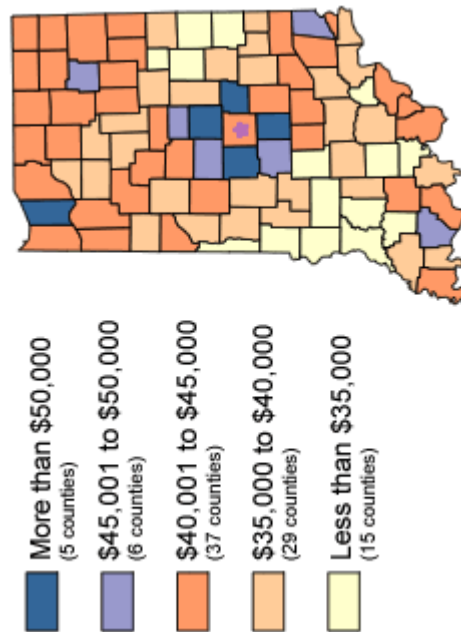 More than $50,000
(5 counties)
$45,001 to $50,000
(6 counties)
$40,001 to $45,000
(37 counties)
$35,000 to $40,000
(29 counties)
Less than $35,000
(15 counties)